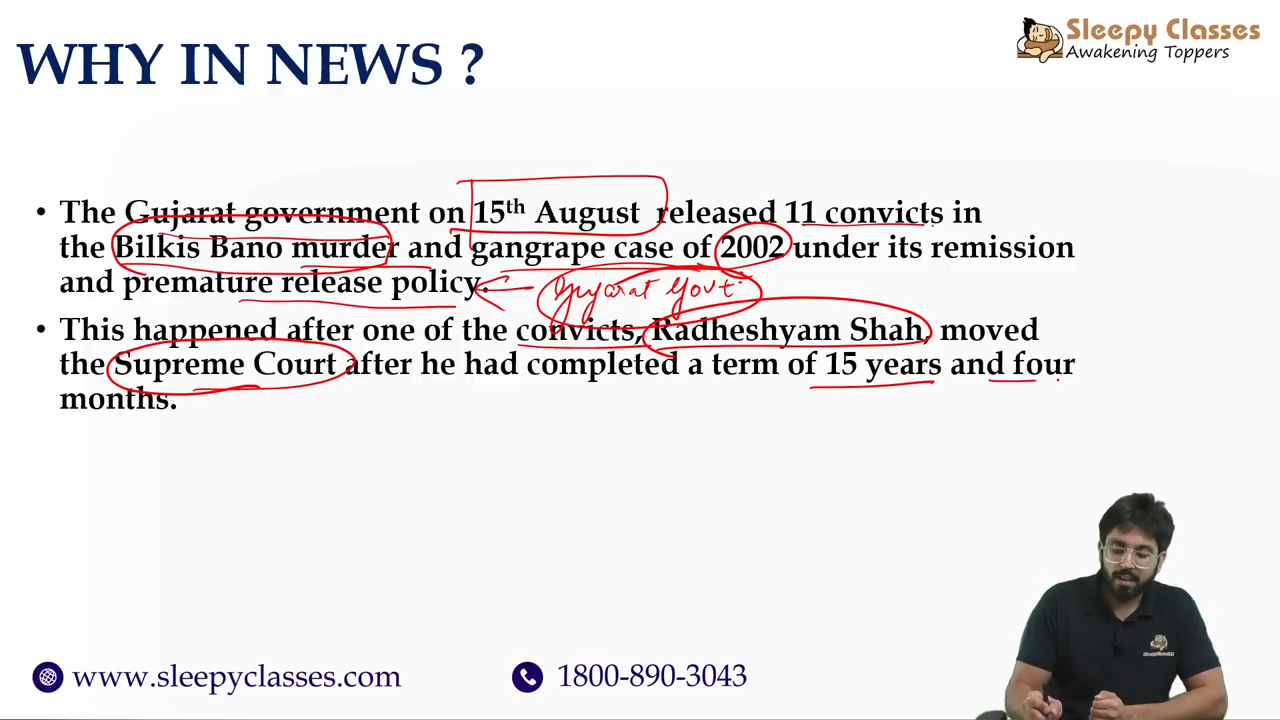 WHY IN NEWS ?
Sleepy Classes
Awakening Toppers
• The Gujarat government on 15th August released 11 convicts in
the Bilkis Bano murder and gangrape case of 2002 under its remission
and premature release policy.
Gujarat Govt.
• This happened after one of the convicts, Radheshyam Shah, moved
the Supreme Court after he had completed a term of 15 years and four
months.
www.sleepyclasses.com
1800-890-3043